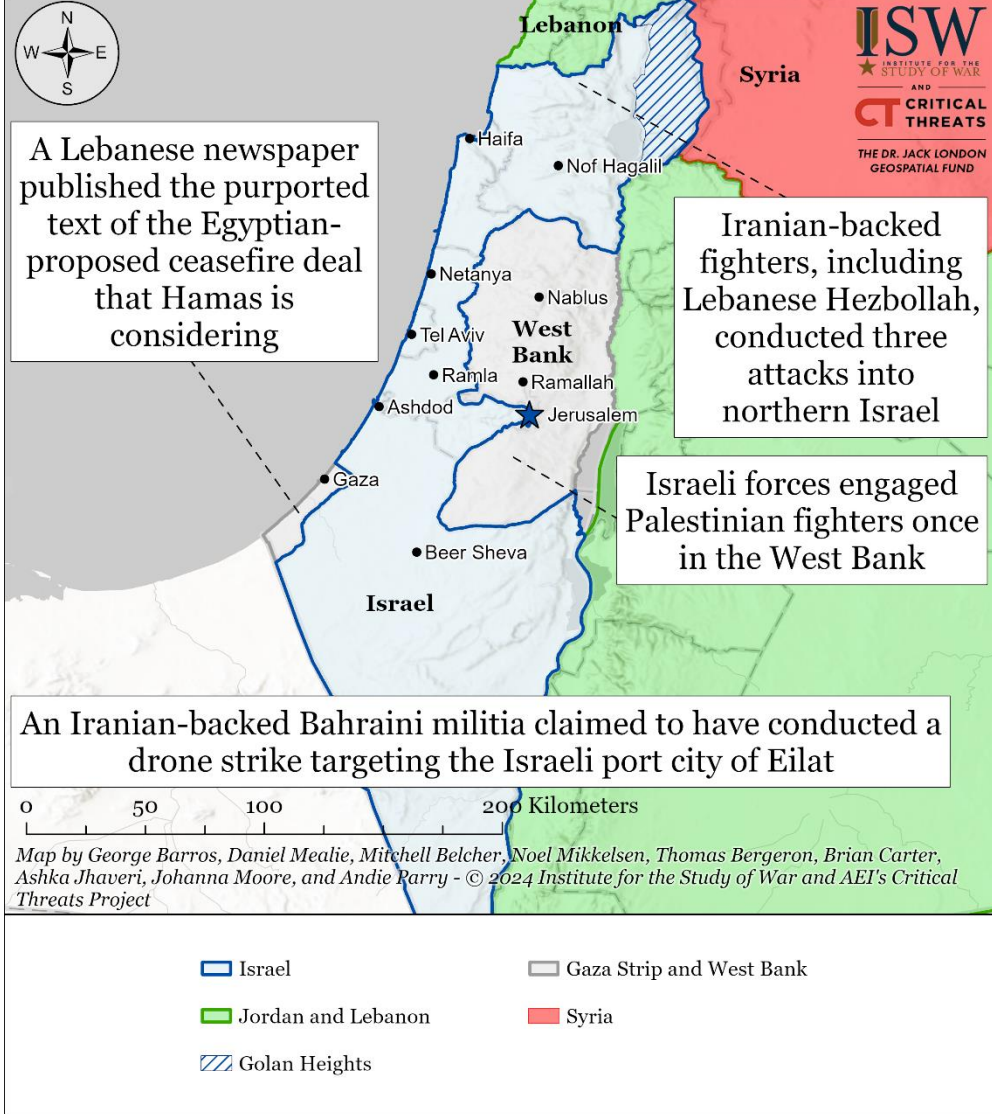 N
W E
S
Lebanon
Syria
ISW
INSTITUTE FOR THE
STUDY OF WAR
AND
CT CRITICAL
THREATS
THE DR. JACK LONDON
GEOSPATIAL FUND
A Lebanese newspaper
published the purported
text of the Egyptian-
proposed ceasefire deal
that Hamas is
considering
Haifa
Nof Hagalil
Iranian-backed
fighters, including
Lebanese Hezbollah,
conducted three
attacks into
northern Israel
Netanya
Nablus
West
Bank
Tel Aviv
Ramla
Ramallah
Ashdod
Jerusalem
Gaza
Israeli forces engaged
Palestinian fighters once
in the West Bank
Beer Sheva
Israel
An Iranian-backed Bahraini militia claimed to have conducted a
drone strike targeting the Israeli port city of Eilat
0 50 100 200 Kilometers
Map by George Barros, Daniel Mealie, Mitchell Belcher, Noel Mikkelsen, Thomas Bergeron, Brian Carter,
Ashka Jhaveri, Johanna Moore, and Andie Parry - © 2024 Institute for the Study of War and AEI's Critical
Threats Project
Israel
Gaza Strip and West Bank
Jordan and Lebanon
Syria
Golan Heights